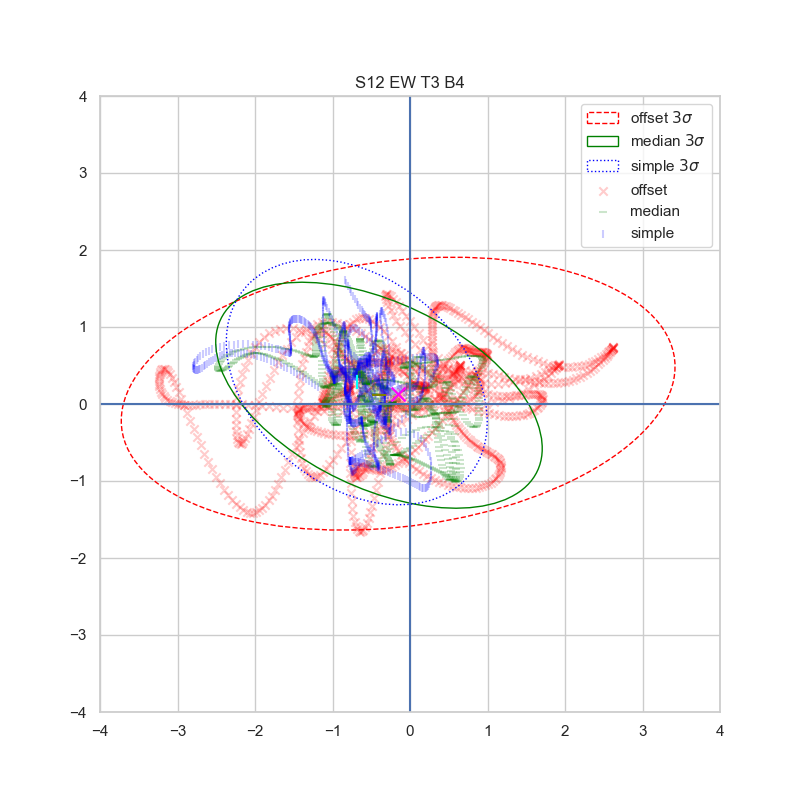 S12 EW T3 B4
4
3
2
1
0
−1
−2
−3
−4
−4
−3
−2
−1
0
1
2
3
4
offset 3σ
median 3σ
simple 3σ
offset
median
simple